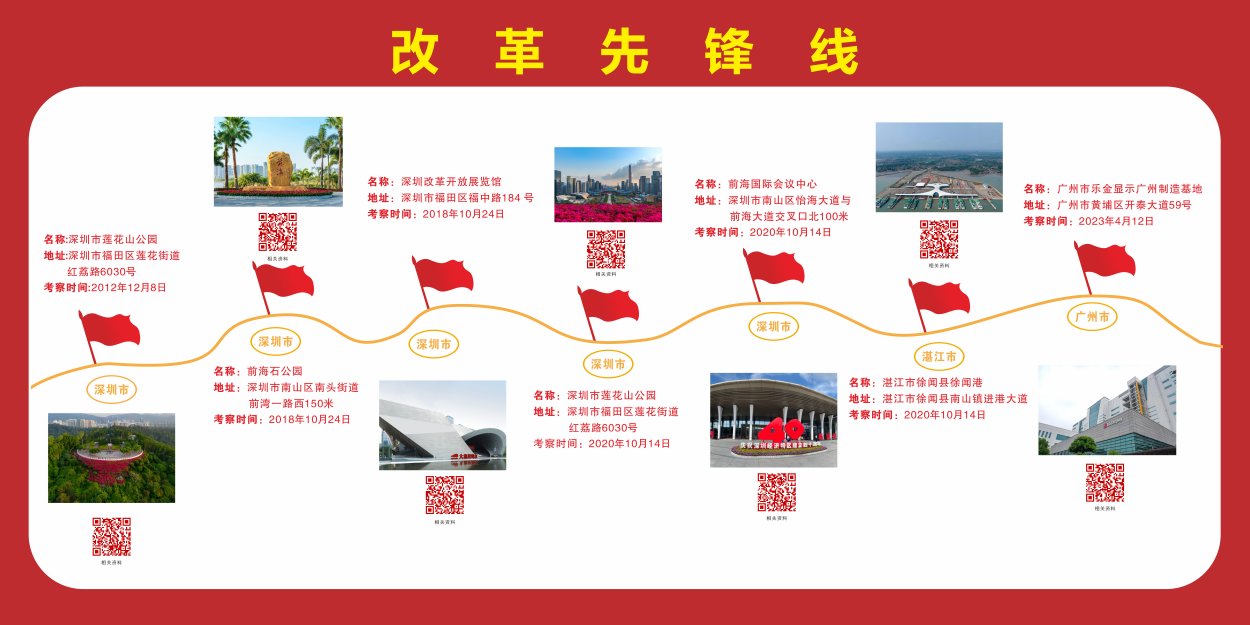 改革先锋线
名称:深圳市莲花山公园
地址:深圳市福田区莲花街道
红荔路6030号
考察时间:2012年12月8日
深圳市
相关资料
相关资料
深圳市
名称：前海石公园
地址：深圳市南山区南头街道
前湾一路西150米
考察时间：2018年10月24日
名称：深圳改革开放展览馆
地址：深圳市福田区福中路184 号
考察时间：2018年10月24日
深圳市
相关资料
相关资料
深圳市
名称：深圳市莲花山公园
地址：深圳市福田区莲花街道
红荔路6030号
考察时间：2020年10月14日
名称：前海国际会议中心
地址：深圳市南山区怡海大道与
前海大道交叉口北100米
考察时间：2020年10月14日
深圳市
40
相关资料
相关资料
湛江市
名称：湛江市徐闻县徐闻港
地址：湛江市徐闻县南山镇进港大道
考察时间：2020年10月14日
名称：广州市乐金显示广州制造基地
地址：广州市黄埔区开泰大道59号
考察时间：2023年4月12日
广州市
相关资料